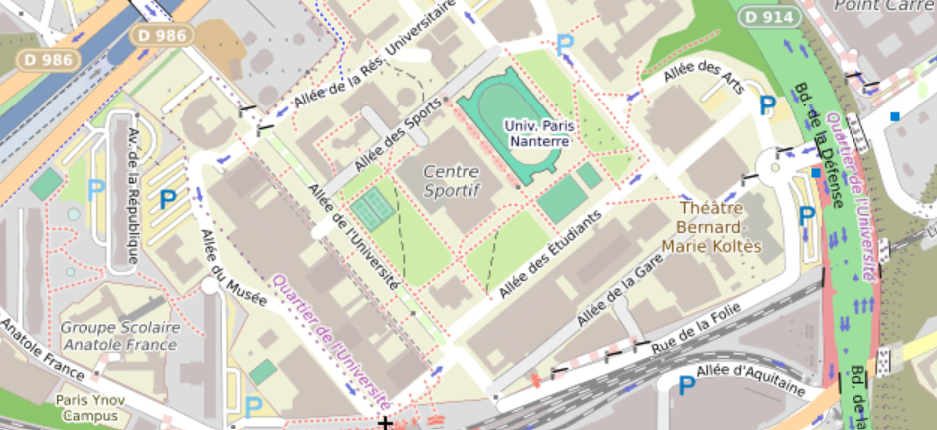 D 986
D 986
D 914
Point Carré
Allée de la Rés. Universitaire
Allée des Arts
P
P
Allée des Sports
Univ. Paris
Nanterre
Av. de la République
Centre
Sportif
Bd. de la Défense
Quartier de l'Université
P
P
Allée de l'Université
Théâtre
Bernard-
Marie Koltès
P
Allée des Etudiants
Allée du Musée
Allée de la Gare
Quartier de l'Université
Rue de la Folie
Groupe Scolaire
Anatole France
Anatole France
Allée d'Aquitaine
P
Paris Ynov
Campus
P
Bd. de la